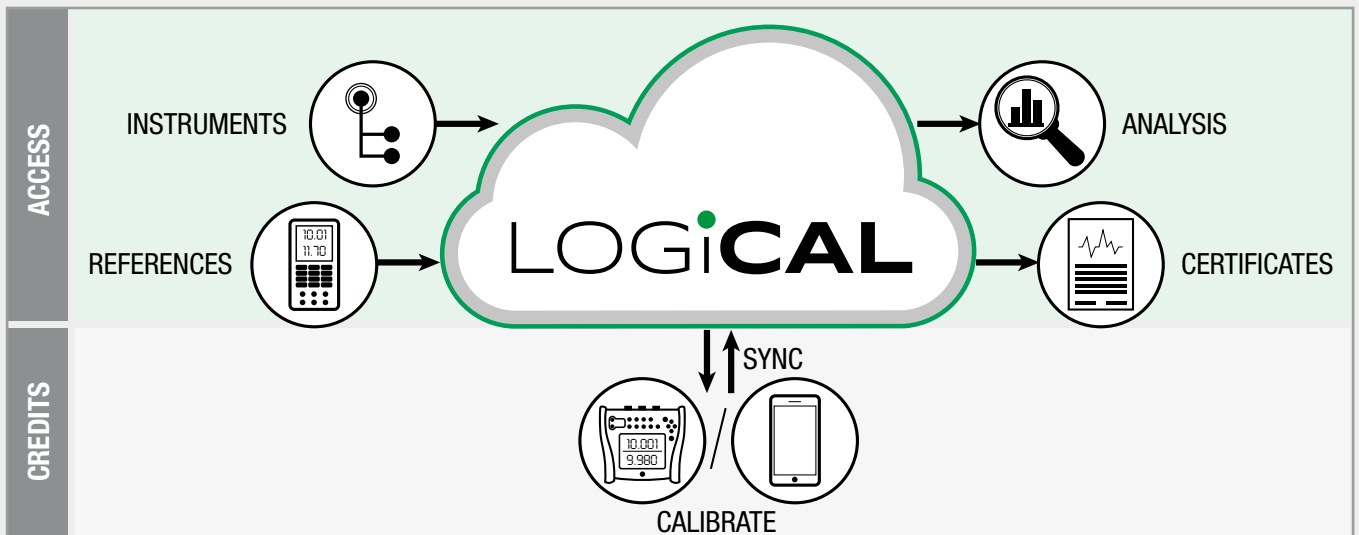 ACCESS
INSTRUMENTS
ANALYSIS
10.01
11.70
REFERENCES
LOGiCAL
CERTIFICATES
CREDITS
SYNC
10.001
9.980
CALIBRATE